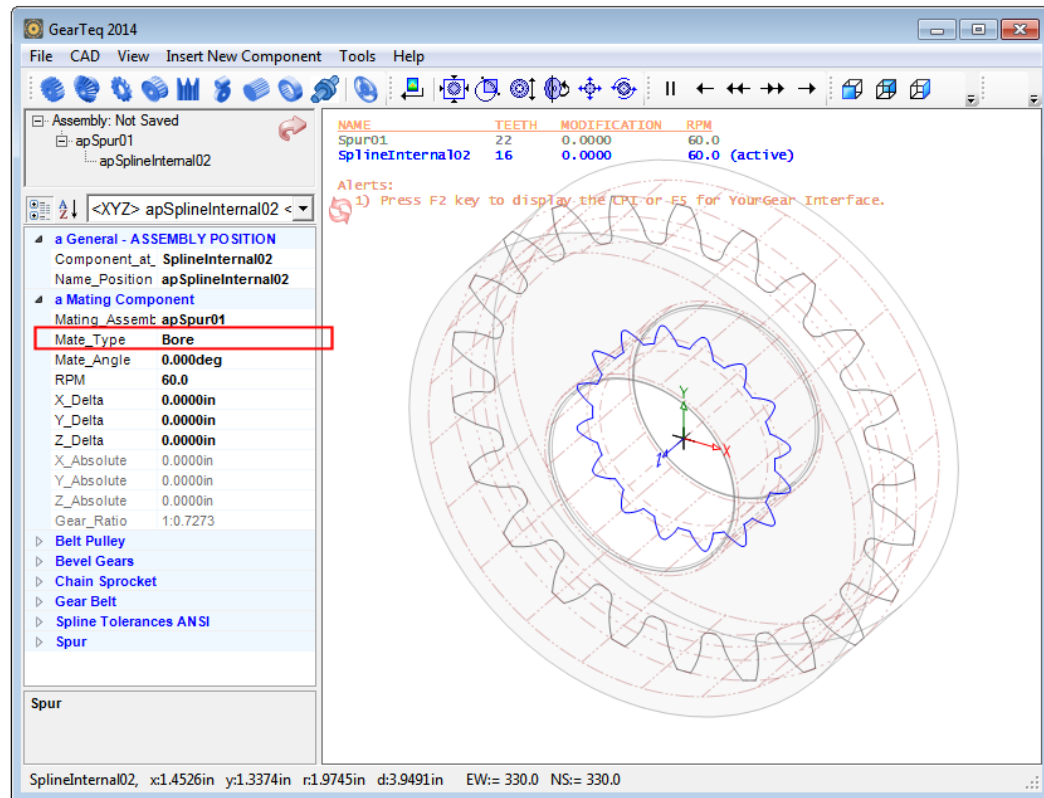 GearTeq 2014
File CAD View Insert New Component Tools Help
Assembly: Not Saved
apSpur01
apSplineInternal02
<XYZ> apSplineInternal02 <
a General - ASSEMBLY POSITION
Component_at_ SplineInternal02
Name_Position apSplineInternal02
a Mating Component
Mating_Assemb apSpur01
Mate_Type Bore
Mate_Angle 0.000deg
RPM 60.0
X_Delta 0.0000in
Y_Delta 0.0000in
Z_Delta 0.0000in
X_Absolute 0.0000in
Y_Absolute 0.0000in
Z_Absolute 0.0000in
Gear_Ratio 1:0.7273
Belt Pulley
Bevel Gears
Chain Sprocket
Gear Belt
Spline Tolerances ANSI
Spur
Spur
NAME TEETH MODIFICATION RPM
Spur01 22 0.0000 60.0
SplineInternal02 16 0.0000 60.0 (active)
Alerts:
1) Press F2 key to display the CPI or F5 for YourGear Interface.
Y
X
Z
SplineInternal02, x:1.4526in y:1.3374in r:1.9745in d:3.9491in EW:= 330.0 NS:= 330.0